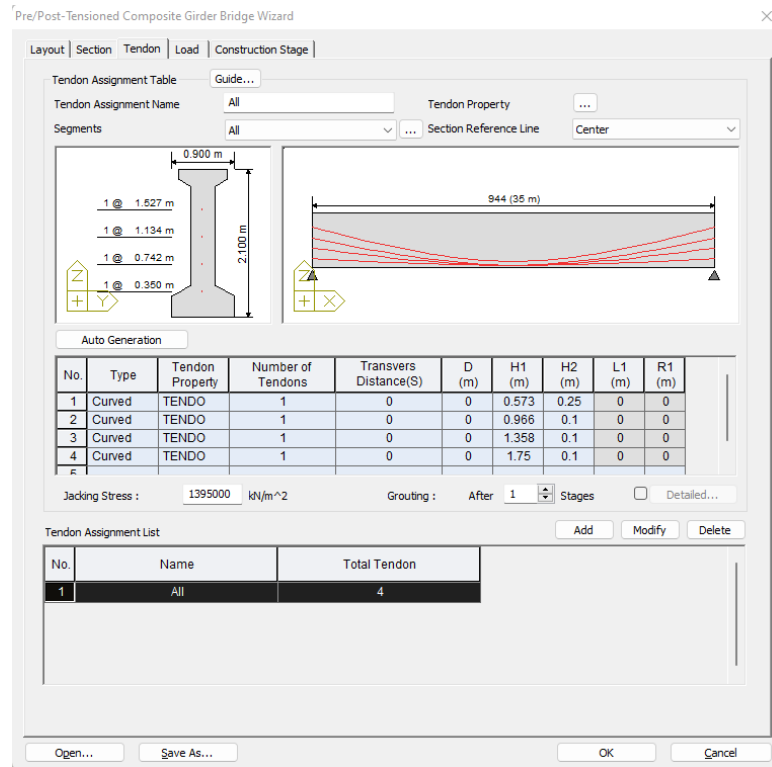 Pre/Post-Tensioned Composite Girder Bridge Wizard
Layout Section Tendon Load Construction Stage
Tendon Assignment Table Guide...
Tendon Assignment Name All Tendon Property ...
Segments All ... Section Reference Line Center
0.900 m
944 (35 m)
1 @ 1.527 m
1 @ 1.134 m
1 @ 0.742 m
1 @ 0.350 m
2.100 m
Z Y
Z X
Auto Generation
No. Type Tendon Property Number of Tendons Transvers Distance(S) D (m) H1 (m) H2 (m) L1 (m) R1 (m)
1 Curved TENDO 1 0 0 0.573 0.25 0 0
2 Curved TENDO 1 0 0 0.966 0.1 0 0
3 Curved TENDO 1 0 0 1.358 0.1 0 0
4 Curved TENDO 1 0 0 1.75 0.1 0 0
5
Jacking Stress : 1395000 kN/m^2 Grouting : After 1 Stages Detailed...
Tendon Assignment List Add Modify Delete
No. Name Total Tendon
1 All 4
Open... Save As... OK Cancel